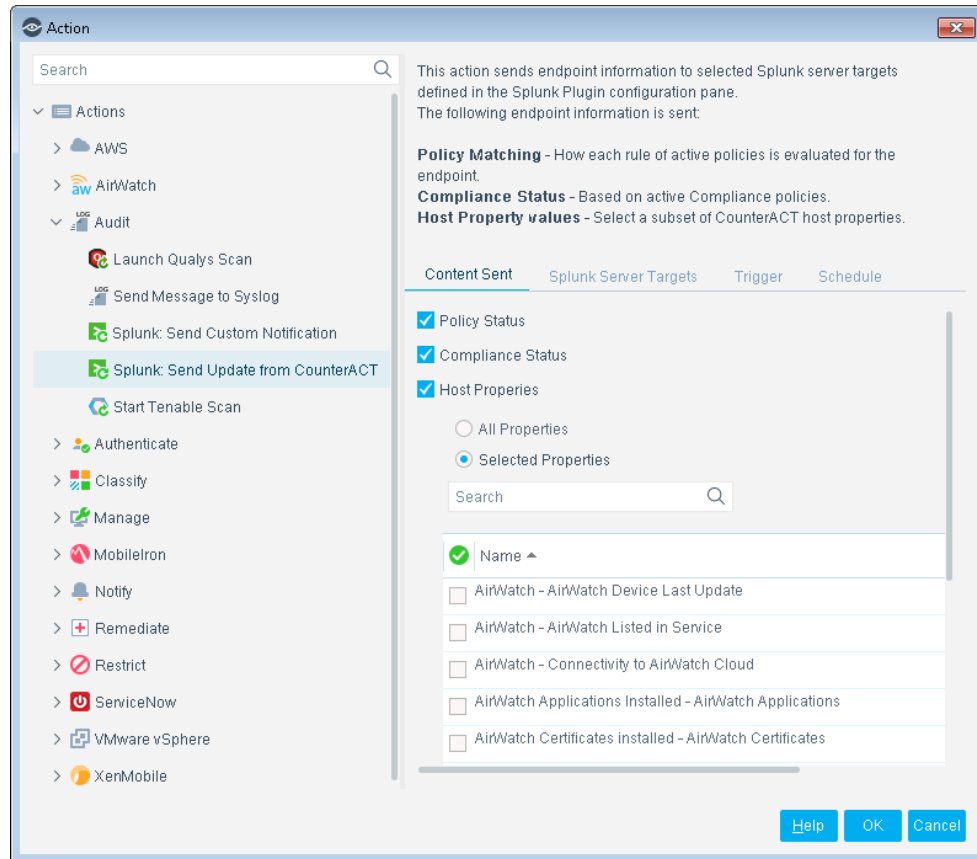 Action
Search
Actions
AWS
AirWatch
Audit
Launch Qualys Scan
Send Message to Syslog
Splunk: Send Custom Notification
Splunk: Send Update from CounterACT
Start Tenable Scan
Authenticate
Classify
Manage
MobileIron
Notify
Remediate
Restrict
ServiceNow
VMware vSphere
XenMobile
This action sends endpoint information to selected Splunk server targets
defined in the Splunk Plugin configuration pane.
The following endpoint information is sent:
Policy Matching - How each rule of active policies is evaluated for the
endpoint.
Compliance Status - Based on active Compliance policies.
Host Property values - Select a subset of CounterACT host properties.
Content Sent Splunk Server Targets Trigger Schedule
Policy Status
Compliance Status
Host Properies
All Properties
Selected Properties
Search
Name
AirWatch - AirWatch Device Last Update
AirWatch - AirWatch Listed in Service
AirWatch - Connectivity to AirWatch Cloud
AirWatch Applications Installed - AirWatch Applications
AirWatch Certificates installed - AirWatch Certificates
Help OK Cancel